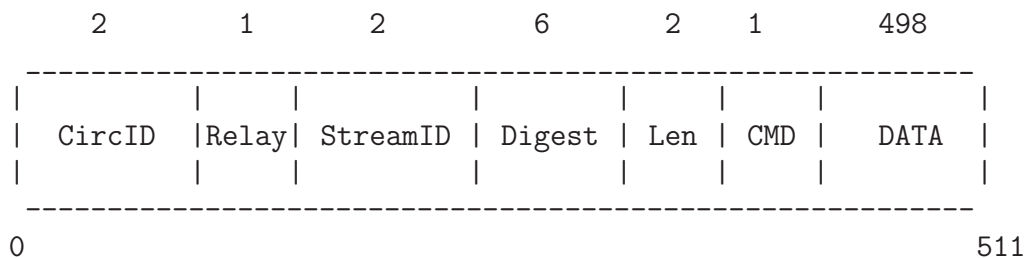 2 1 2 6 2 1 498
CircID Relay StreamID Digest Len CMD DATA
0 511